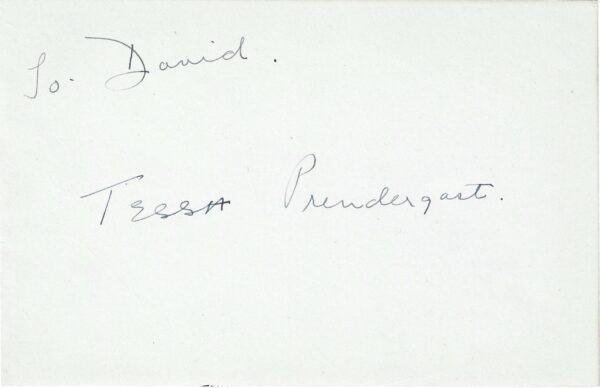 To. David.
Tessa Prendergast.